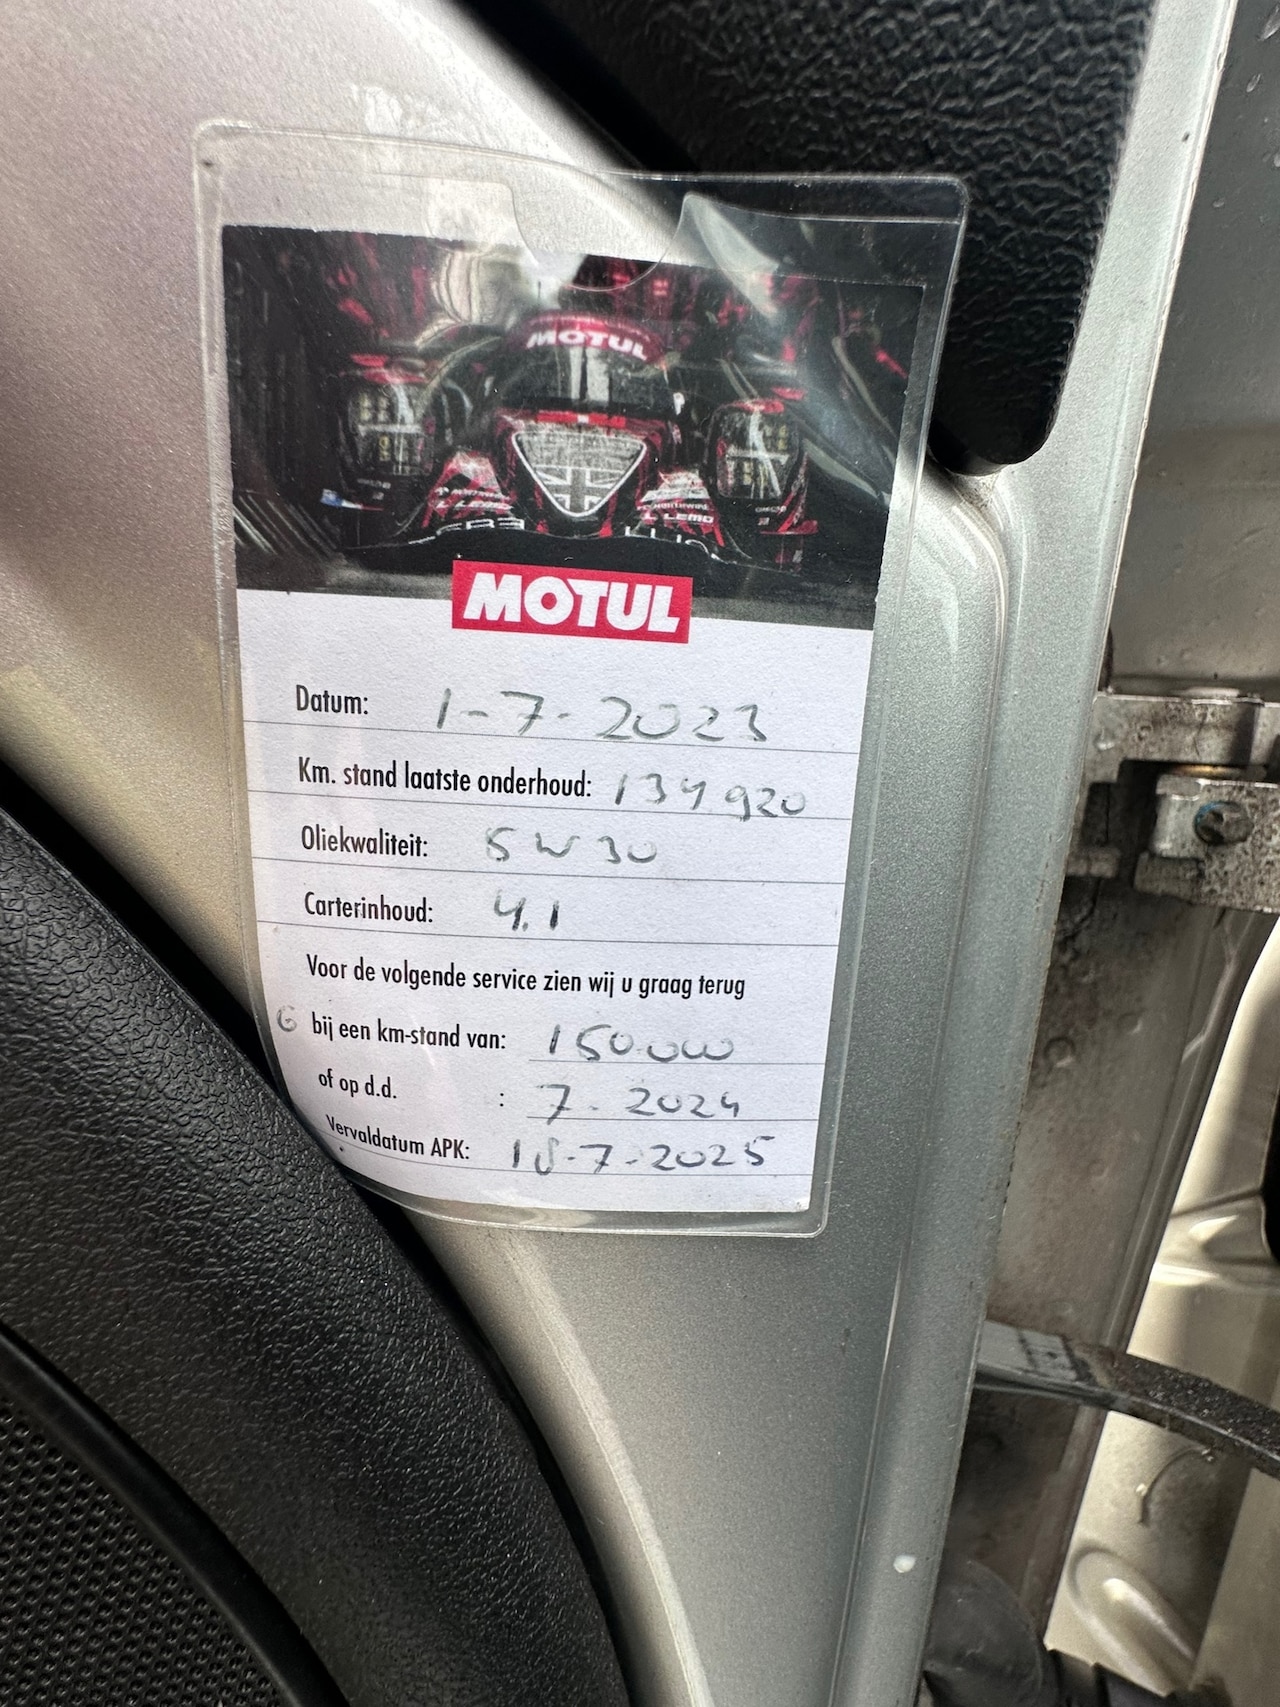 MOTUL
LEMO
LEMO
MOTUL
Datum: 1-7-2023
Km. stand laatste onderhoud: 134920
Oliekwaliteit: 5W30
Carterinhoud: 4.1
Voor de volgende service zien wij u graag terug
G bij een km-stand van: 150.000
of op d.d. : 7. 2024
Vervaldatum APK: 18-7-2025